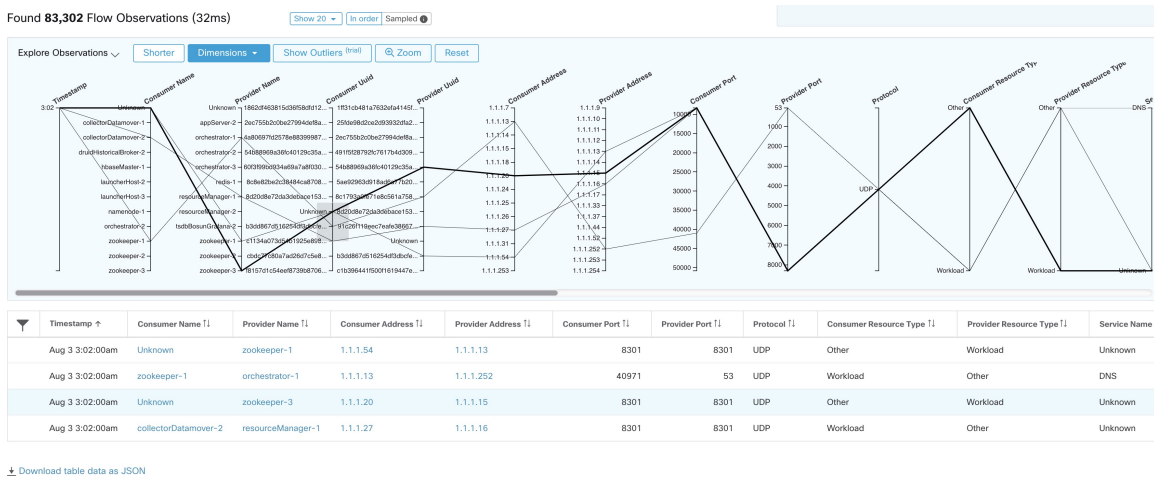 Found 83,302 Flow Observations (32ms)
Show 20
In order
Sampled
Explore Observations
Shorter
Dimensions
Show Outliers (trial)
Zoom
Reset
Timestamp
Consumer Name
Provider Name
Consumer Uuid
Provider Uuid
Consumer Address
Provider Address
Consumer Port
Provider Port
Protocol
Consumer Resource Typ
Provider Resource Type
3:02
Unknown
collectorDatamover-1
collectorDatamover-2
druidHistoricalBroker-2
hbaseMaster-1
launcherHost-2
launcherHost-3
namenode-1
orchestrator-2
zookeeper-1
zookeeper-2
zookeeper-3
Unknown
appServer-2
orchestrator-1
orchestrator-2
orchestrator-3
redis-1
resourceManager-1
resourceManager-2
tsdbBosunGrafana-2
zookeeper-1
zookeeper-2
zookeeper-3
Unknown
Unknown
1.1.1.7
1.1.1.13
1.1.1.14
1.1.1.15
1.1.1.18
1.1.1.20
1.1.1.24
1.1.1.25
1.1.1.26
1.1.1.27
1.1.1.31
1.1.1.54
1.1.1.253
1.1.1.9
1.1.1.10
1.1.1.11
1.1.1.12
1.1.1.13
1.1.1.14
1.1.1.15
1.1.1.16
1.1.1.17
1.1.1.33
1.1.1.37
1.1.1.44
1.1.1.52
1.1.1.252
1.1.1.253
1.1.1.254
10000
15000
20000
25000
30000
35000
40000
45000
50000
53
1000
2000
3000
4000
5000
6000
7000
8000
UDP
Other
Workload
Other
Workload
DNS
Unknown
Timestamp Consumer Name Provider Name Consumer Address Provider Address Consumer Port Provider Port Protocol Consumer Resource Type Provider Resource Type Service Name
Aug 3 3:02:00am Unknown zookeeper-1 1.1.1.54 1.1.1.13 8301 8301 UDP Other Workload Unknown
Aug 3 3:02:00am zookeeper-1 orchestrator-1 1.1.1.13 1.1.1.252 40971 53 UDP Workload Other DNS
Aug 3 3:02:00am Unknown zookeeper-3 1.1.1.20 1.1.1.15 8301 8301 UDP Other Workload Unknown
Aug 3 3:02:00am collectorDatamover-2 resourceManager-1 1.1.1.27 1.1.1.16 8301 8301 UDP Workload Other Unknown
Download table data as JSON